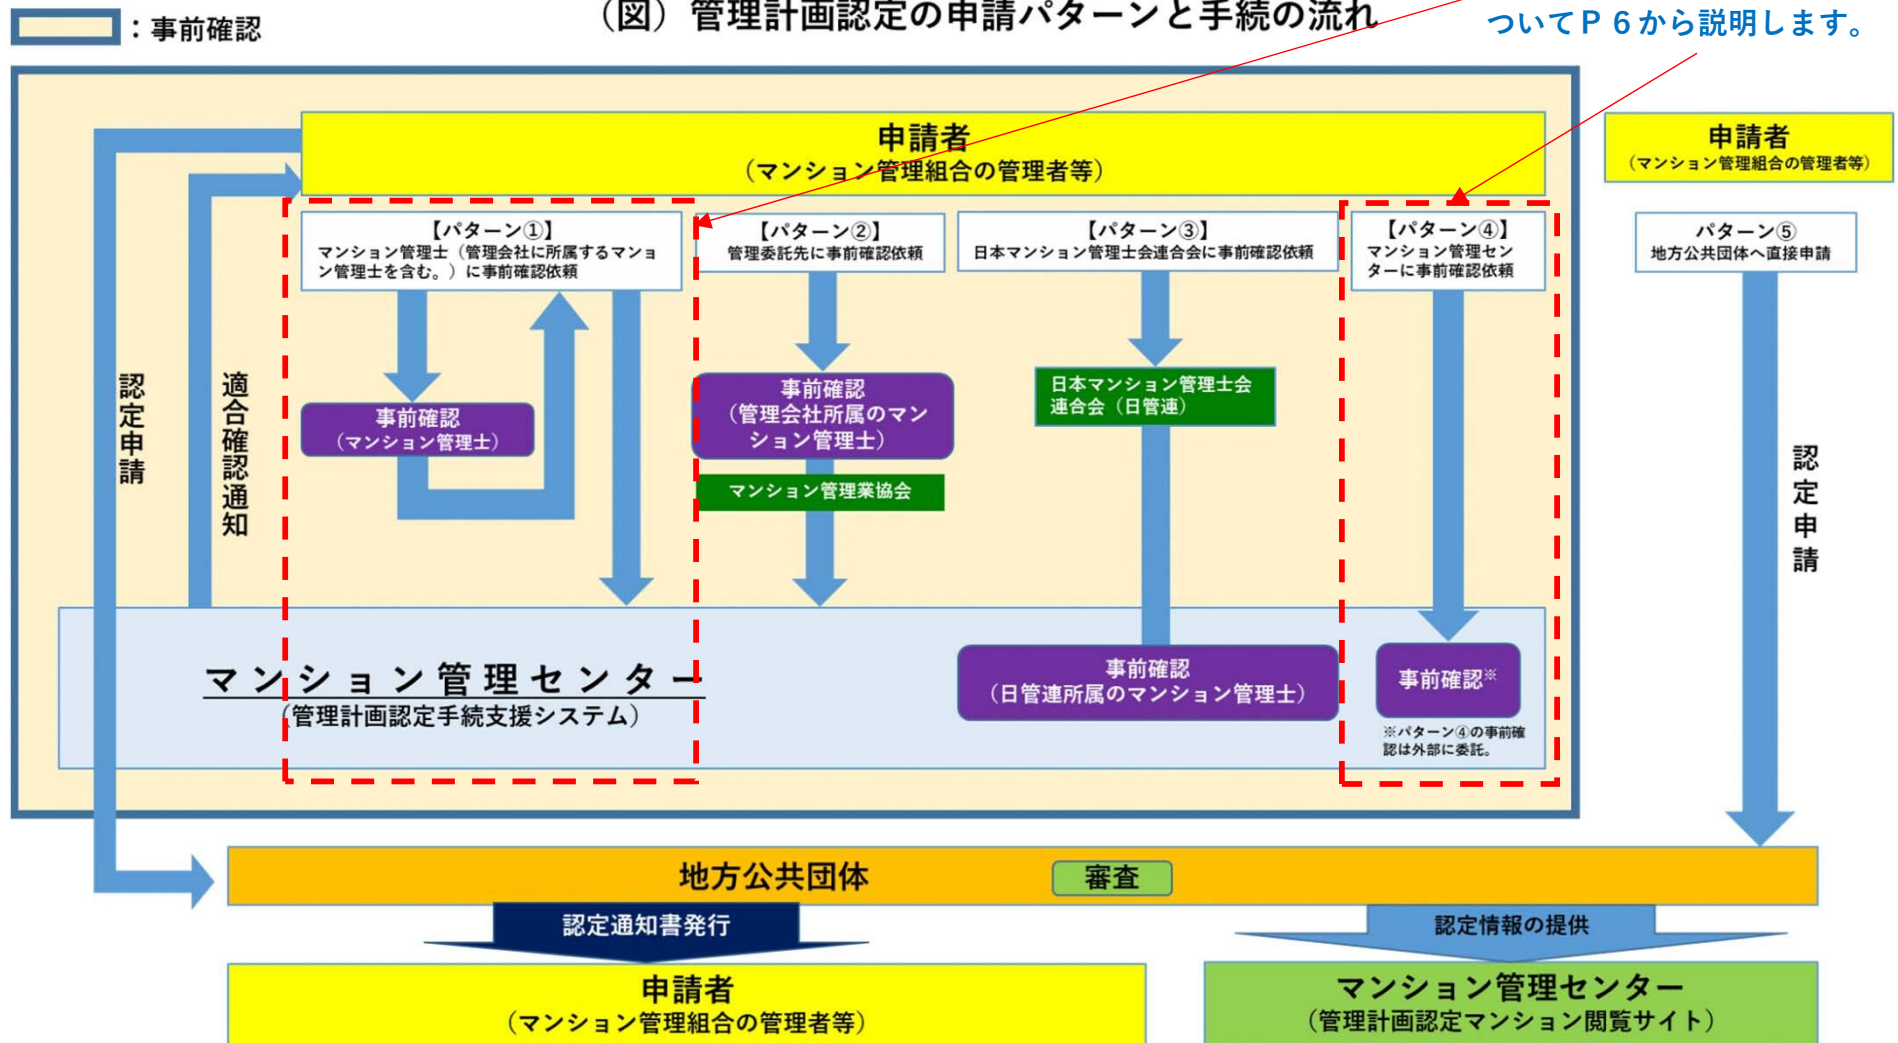 ：事前確認
（図）管理計画認定の申請パターンと手続の流れ
ついてＰ６から説明します。
申請者
（マンション管理組合の管理者等）
申請者
（マンション管理組合の管理者等）
【パターン①】
マンション管理士（管理会社に所属するマンショ
ン管理士を含む。）に事前確認依頼
【パターン②】
管理委託先に事前確認依頼
【パターン③】
日本マンション管理士会連合会に事前確認依頼
【パターン④】
マンション管理セン
ターに事前確認依頼
パターン⑤
地方公共団体へ直接申請
認定申請
適合確認通知
事前確認
（マンション管理士）
事前確認
（管理会社所属のマン
ション管理士）
マンション管理業協会
日本マンション管理士会
連合会（日管連）
認定申請
マンション管理センター
（管理計画認定手続支援システム）
事前確認
（日管連所属のマンション管理士）
事前確認※
※パターン④の事前確
認は外部に委託。
地方公共団体
審査
認定通知書発行
認定情報の提供
申請者
（マンション管理組合の管理者等）
マンション管理センター
（管理計画認定マンション閲覧サイト）